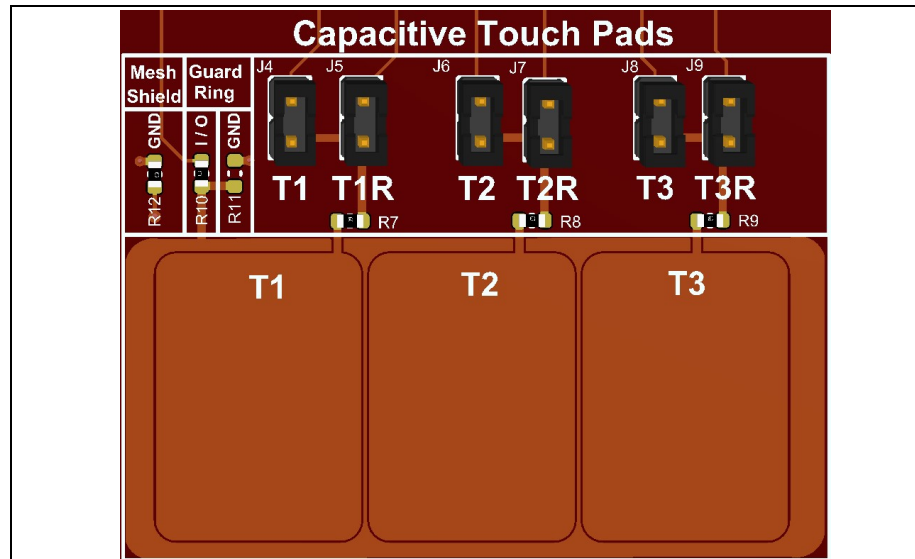 Capacitive Touch Pads
Mesh
Shield
Guard
Ring
J4
J5
J6
J7
J8
J9
GND
I / O
GND
T1
T1R
T2
T2R
T3
T3R
R12
R10
R11
R7
R8
R9
T1
T2
T3